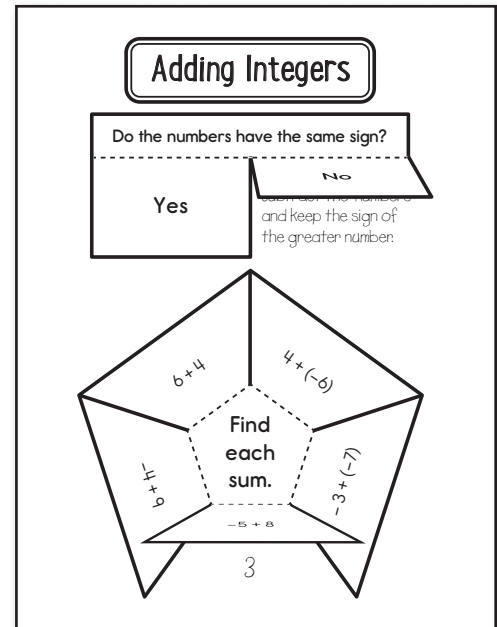 Adding Integers
Do the numbers have the same sign?
No
Yes
and keep the sign of
the greater number.
6 + 4
4 + (−6)
Find
each
sum.
−4 + 9
−3 + (−7)
−5 + 8
3